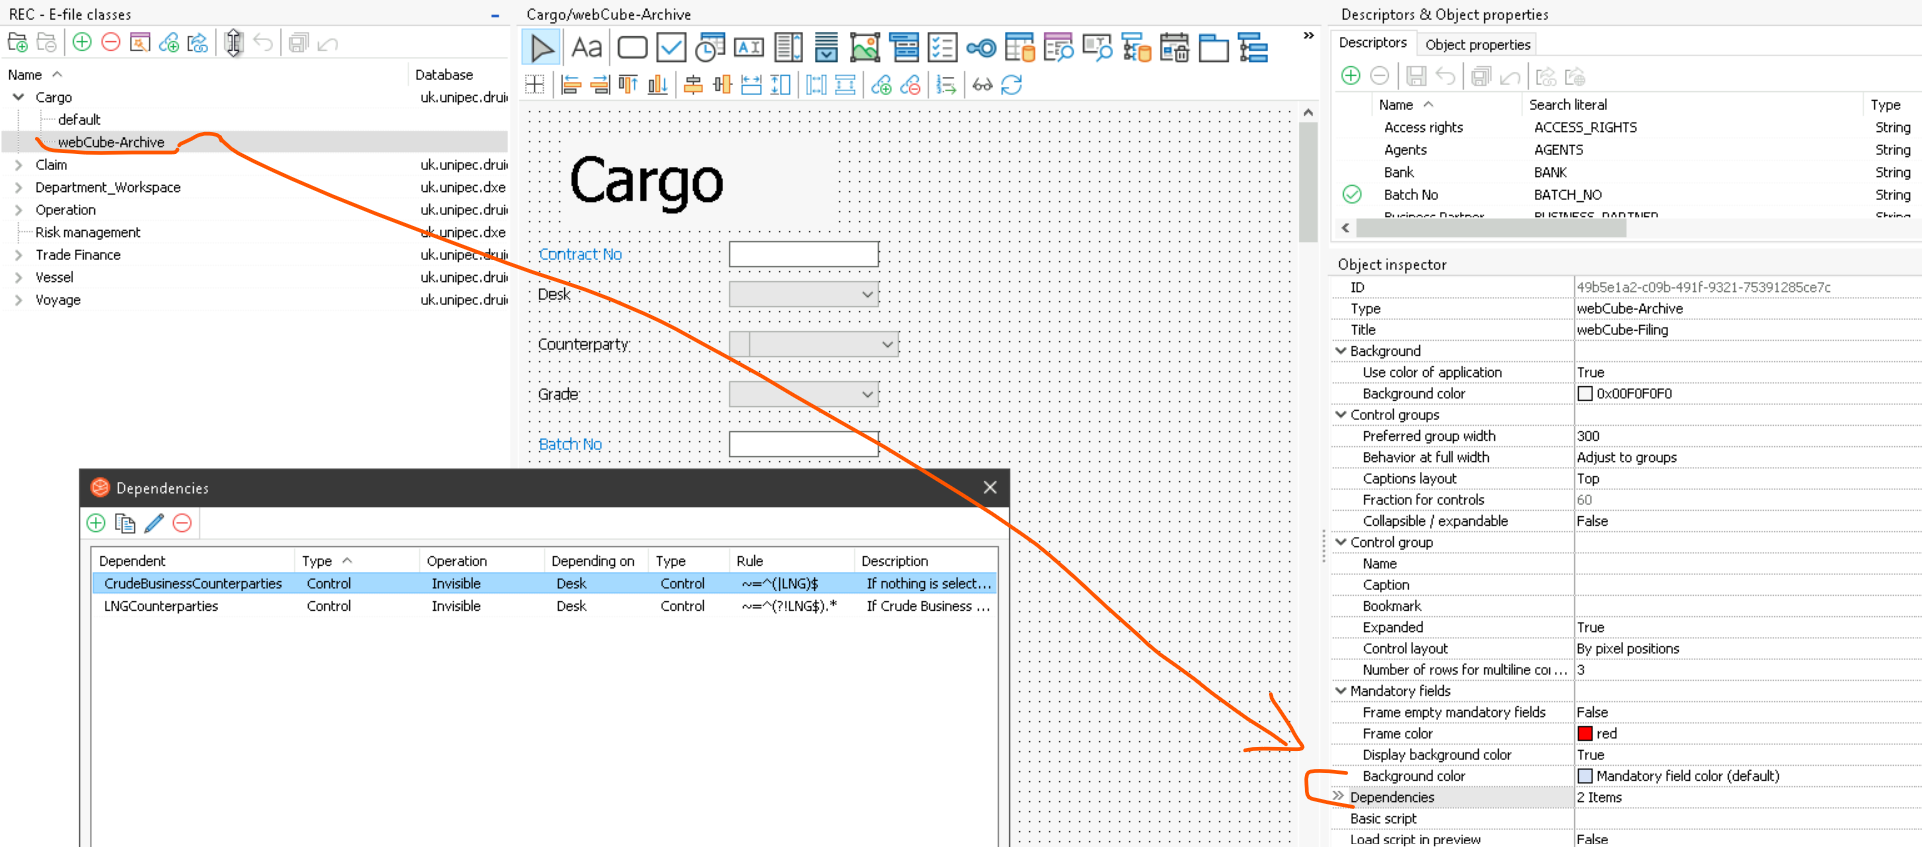 REC - E-file classes
Name
Database
Cargo
uk.unipec.drui
default
webCube-Archive
Claim
uk.unipec.drui
Department_Workspace
uk.unipec.dxe
Operation
uk.unipec.drui
Risk management
uk.unipec.dxe
Trade Finance
uk.unipec.drui
Vessel
uk.unipec.drui
Voyage
uk.unipec.drui
Cargo/webCube-Archive
Aa
Cargo
Contract No
Desk
Counterparty
Grade
Batch No
Dependencies
Dependent Type Operation Depending on Type Rule Description
CrudeBusinessCounterparties Control Invisible Desk Control ~=^(|LNG)$ If nothing is select...
LNGCounterparties Control Invisible Desk Control ~=^(?!LNG$).* If Crude Business ...
Descriptors & Object properties
Descriptors Object properties
Name Search literal Type
Access rights ACCESS_RIGHTS String
Agents AGENTS String
Bank BANK String
Batch No BATCH_NO String
Business Partner BUSINESS_PARTNER String
Object inspector
ID 49b5e1a2-c09b-491f-9321-75391285ce7c
Type webCube-Archive
Title webCube-Filing
Background
Use color of application True
Background color 0x00F0F0F0
Control groups
Preferred group width 300
Behavior at full width Adjust to groups
Captions layout Top
Fraction for controls 60
Collapsible / expandable False
Control group
Name
Caption
Bookmark
Expanded True
Control layout By pixel positions
Number of rows for multiline coı ... 3
Mandatory fields
Frame empty mandatory fields False
Frame color red
Display background color True
Background color Mandatory field color (default)
Dependencies 2 Items
Basic script
Load script in preview False